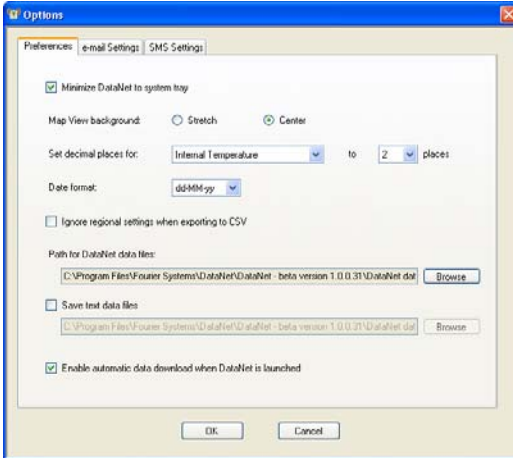 Options
Preferences e-mail Settings SMS Settings
Minimize DataNet to system tray
Map View background: Stretch Center
Set decimal places for: Internal Temperature to 2 places
Date format: dd-MM-yy
Ignore regional settings when exporting to CSV
Path for DataNet data files:
C:\Program Files\Fourier Systems\DataNet\DataNet - beta version 1.0.0.31\DataNet dat Browse
Save text data files
C:\Program Files\Fourier Systems\DataNet\DataNet - beta version 1.0.0.31\DataNet dat Browse
Enable automatic data download when DataNet is launched
OK Cancel